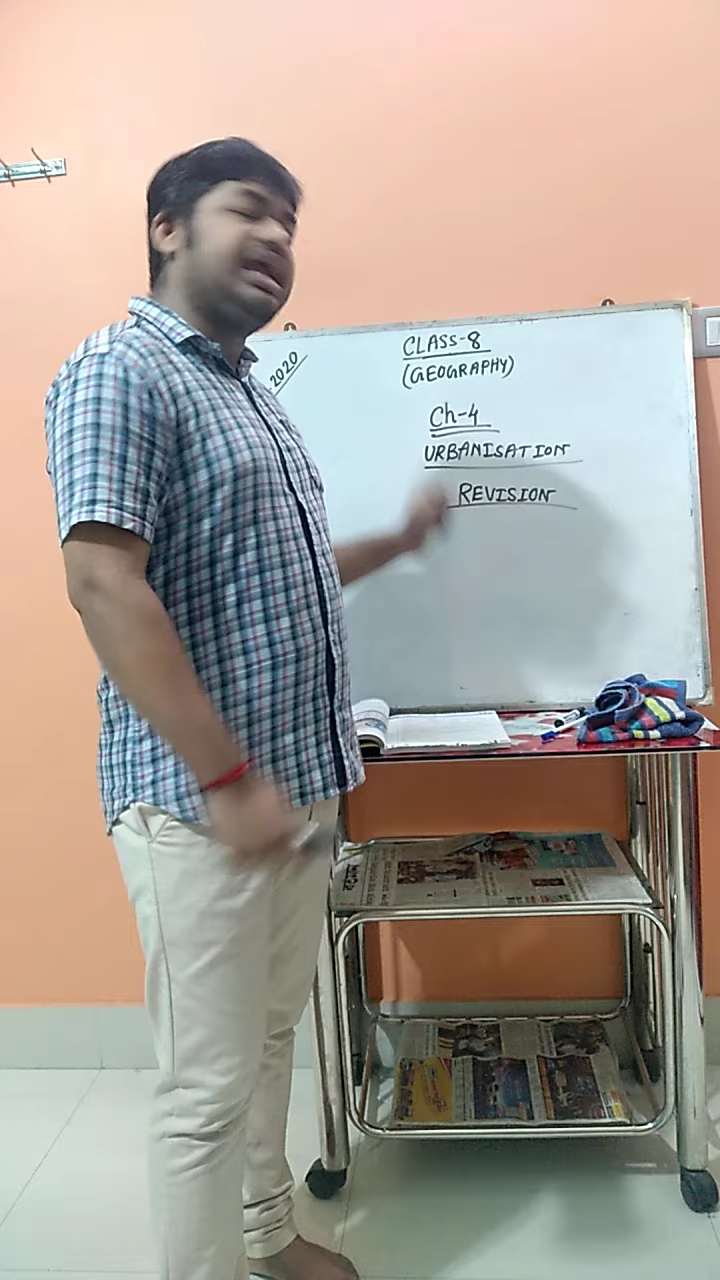 -2020
CLASS-8
(GEOGRAPHY)
Ch-4
URBANISATION
REVISION